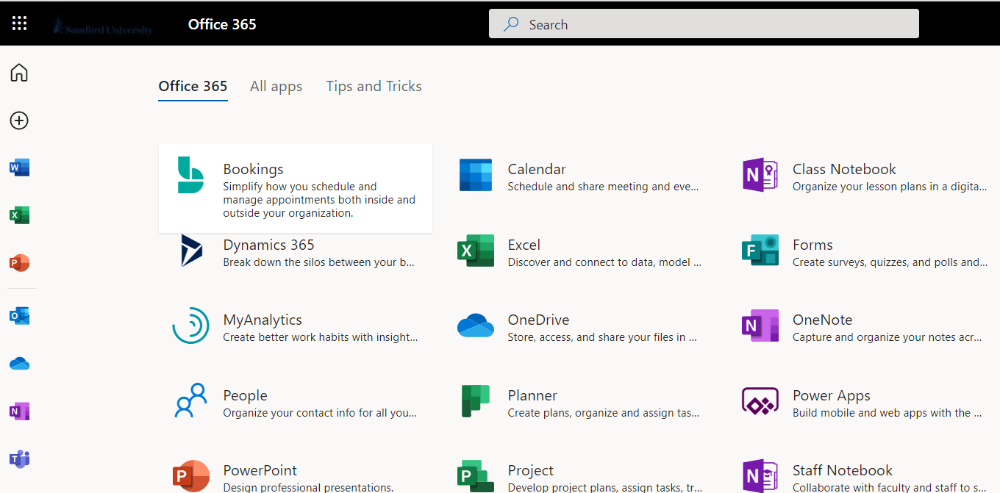 Samford University
Office 365
Search
Office 365
All apps
Tips and Tricks
Bookings
Simplify how you schedule and
manage appointments both inside and
outside your organization.
Calendar
Schedule and share meeting and eve...
Class Notebook
Organize your lesson plans in a digita...
Dynamics 365
Break down the silos between your b...
Excel
Discover and connect to data, model ...
Forms
Create surveys, quizzes, and polls and...
MyAnalytics
Create better work habits with insight...
OneDrive
Store, access, and share your files in ...
OneNote
Capture and organize your notes acr...
People
Organize your contact info for all you...
Planner
Create plans, organize and assign tas...
Power Apps
Build mobile and web apps with the ...
PowerPoint
Design professional presentations.
Project
Develop project plans, assign tasks, tr...
Staff Notebook
Collaborate with faculty and staff to s...